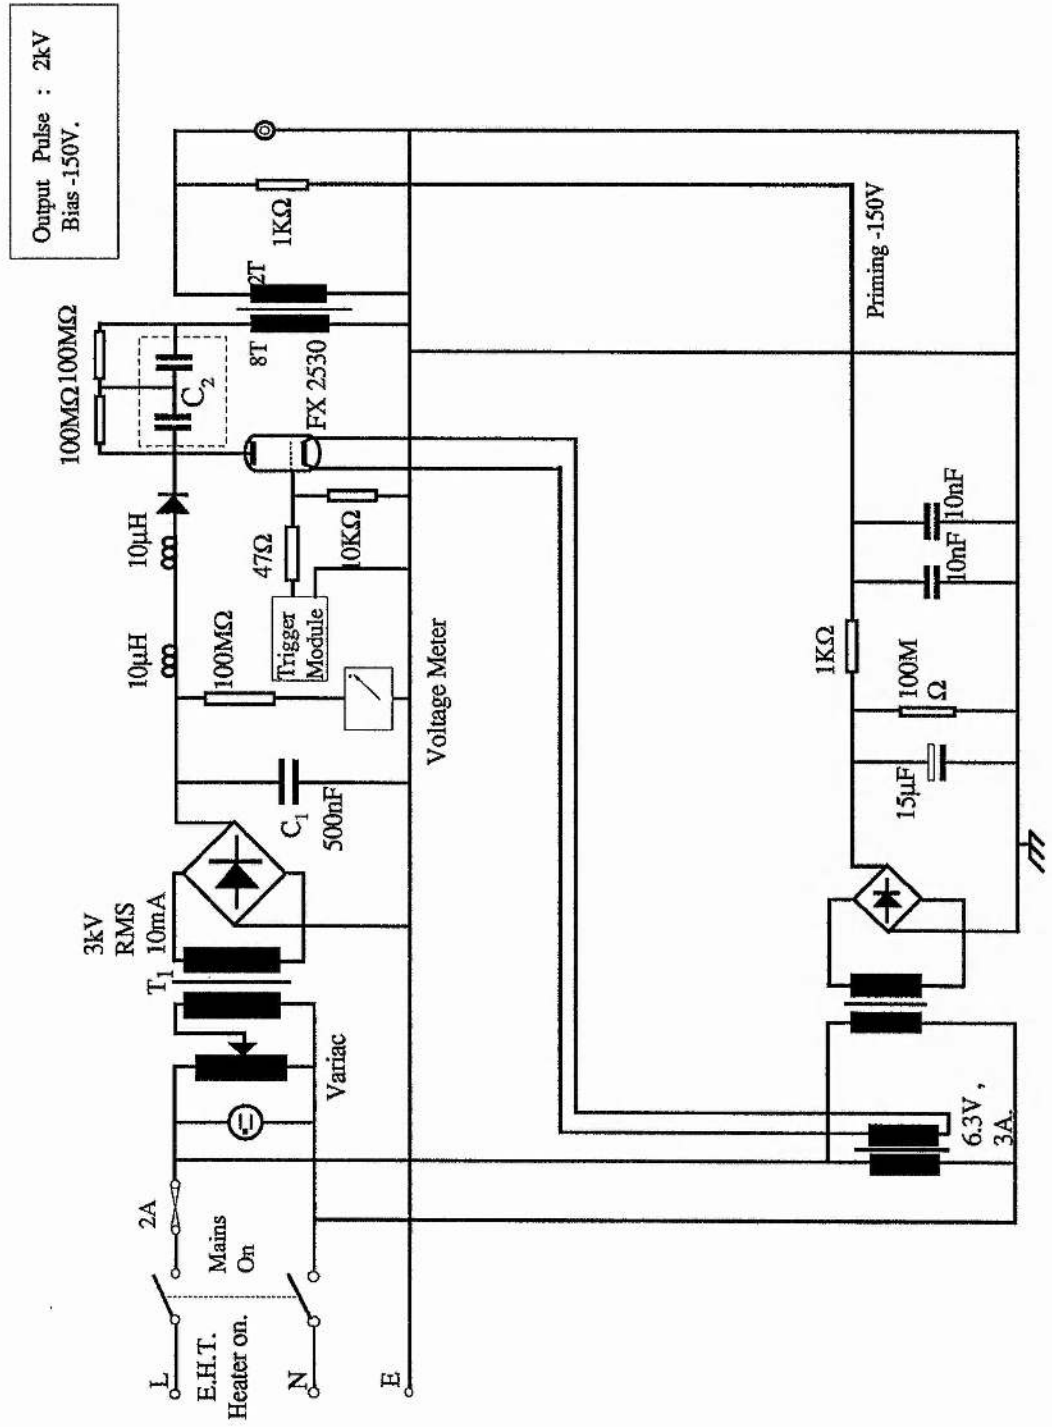 Output Pulse : 2kV
Bias -150V.
L
E.H.T.
Heater on.
N
E
2A
Mains
On
Variac
T1
3kV
RMS
10mA
C1
500nF
Voltage Meter
100MΩ
10µH
10µH
Trigger
Module
47Ω
10KΩ
100MΩ
100MΩ
C2
8T
2T
FX 2530
1KΩ
Priming -150V
6.3V ,
3A.
15µF
100M
Ω
1KΩ
10nF
10nF